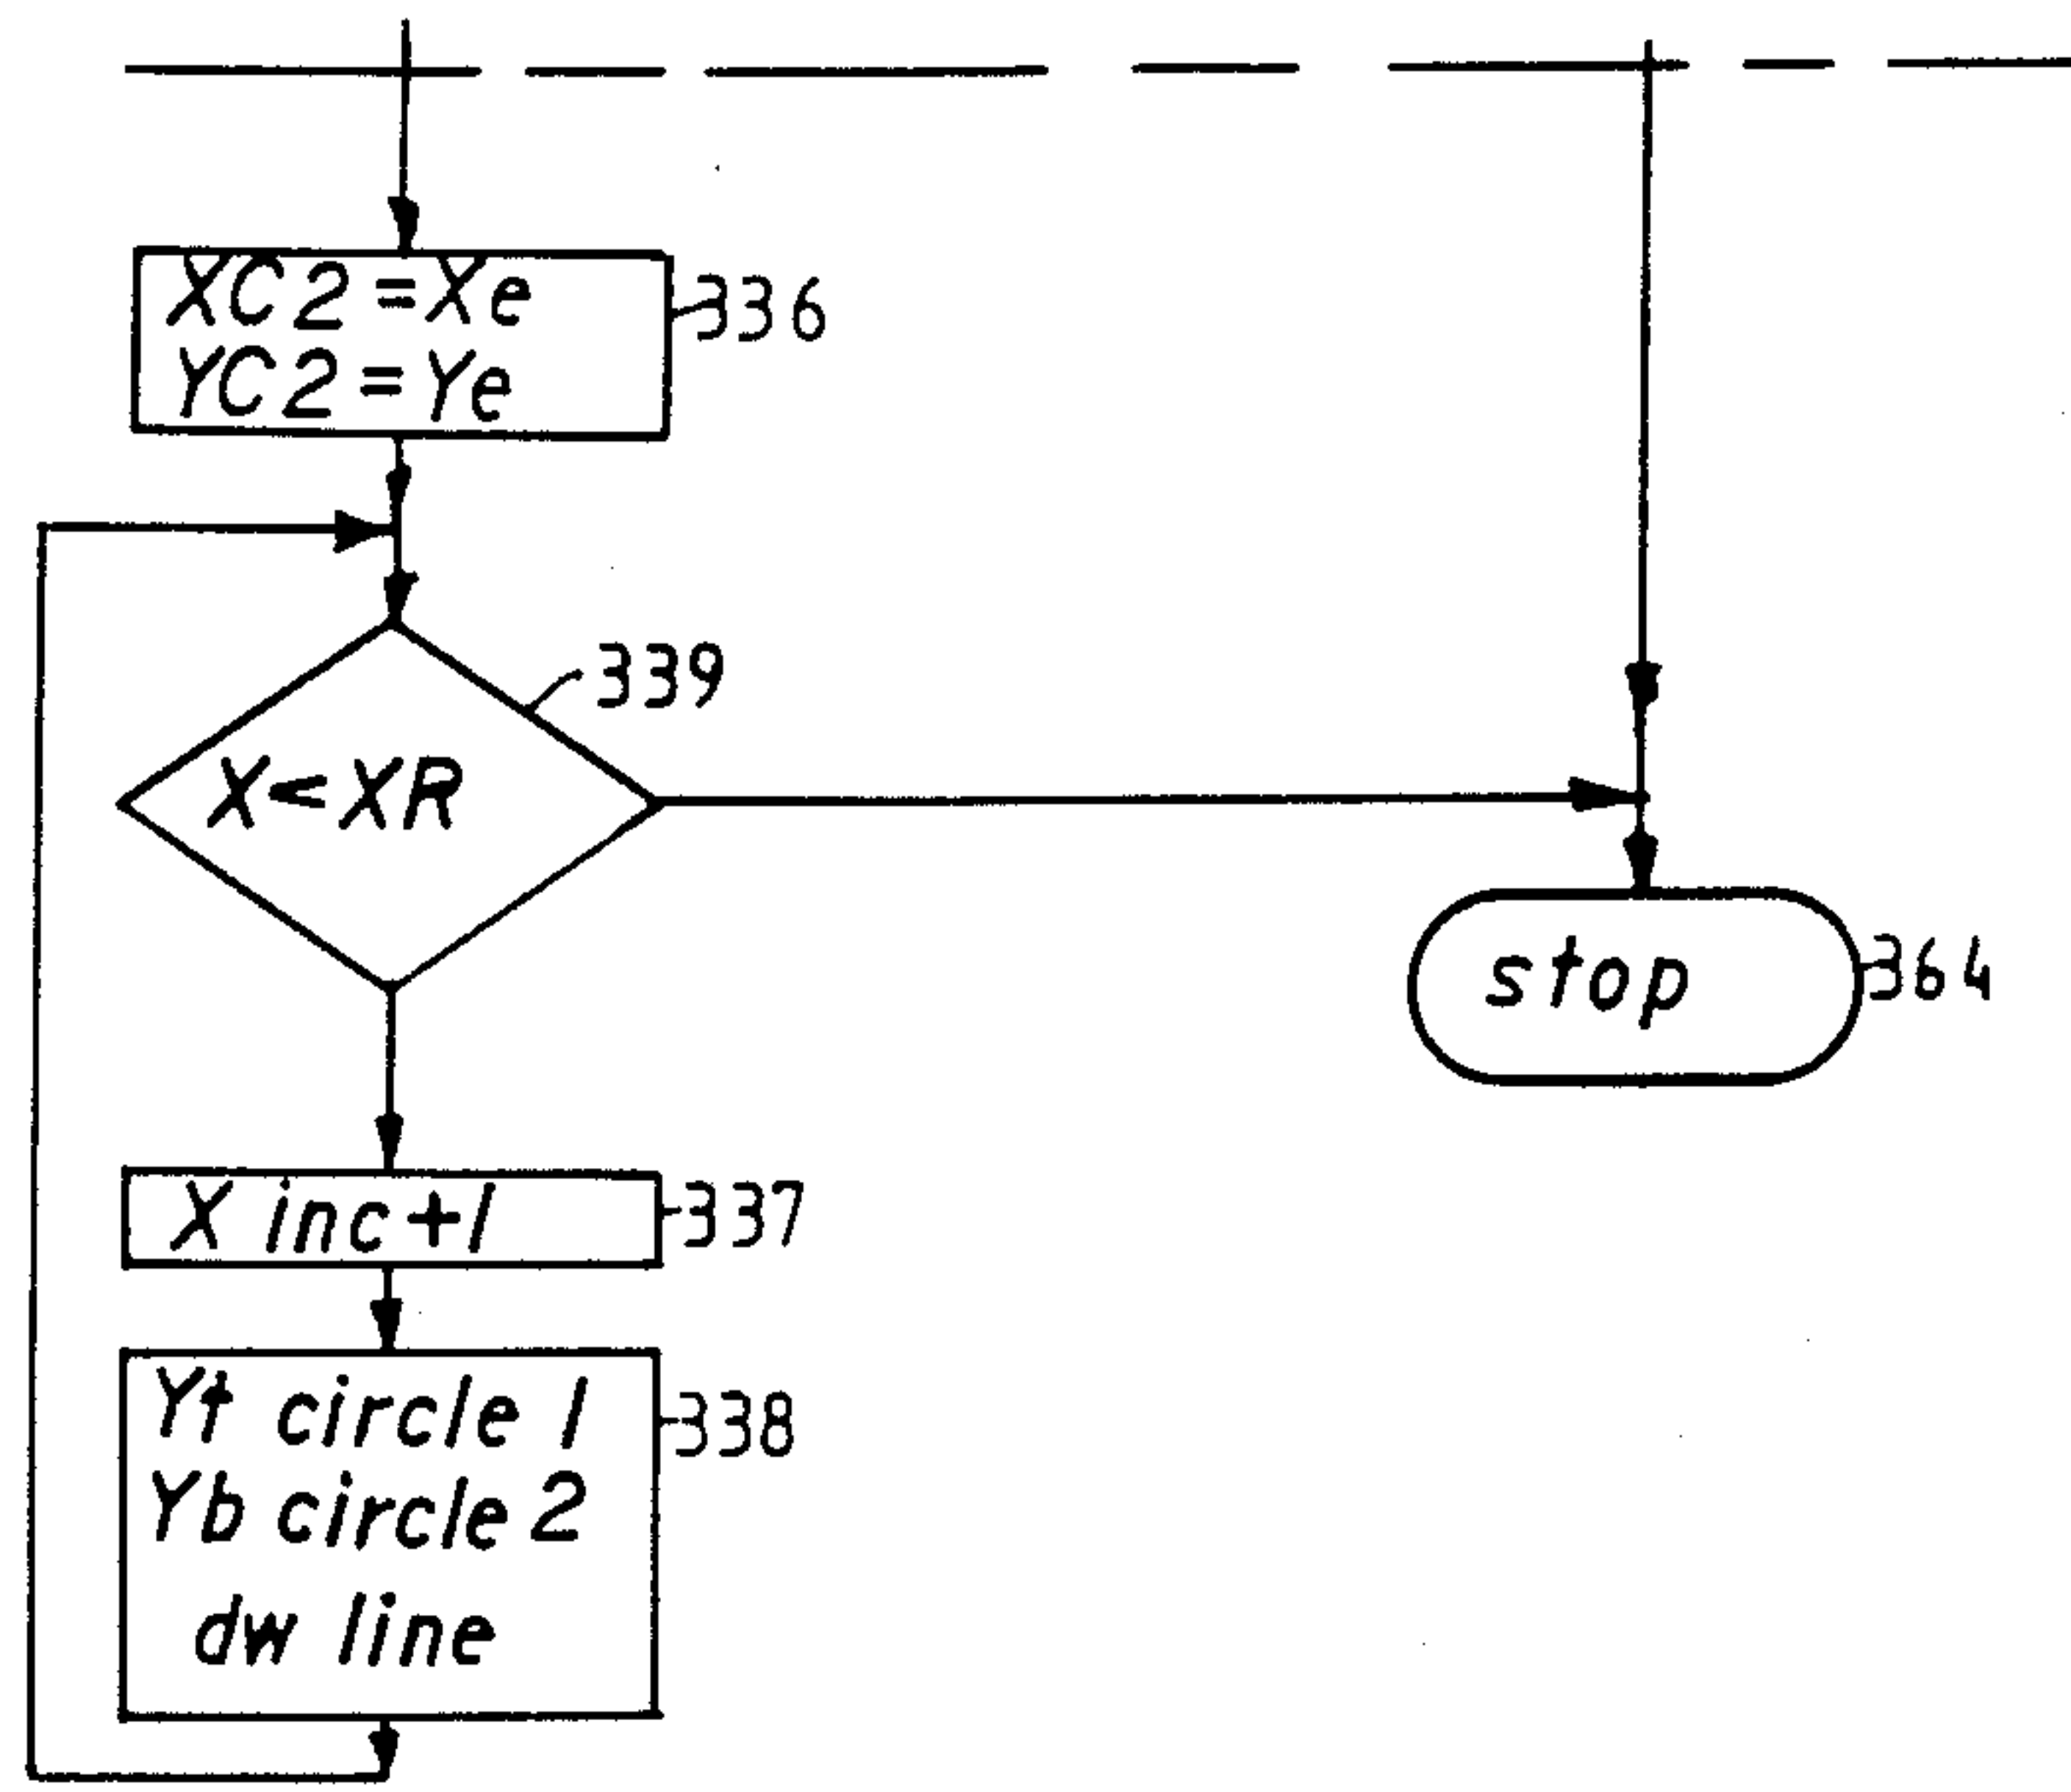 XC2=Xe
YC2=Ye
336
339
X<XR
stop
364
X inc+1
337
Yt circle 1
Yb circle 2
dw line
338